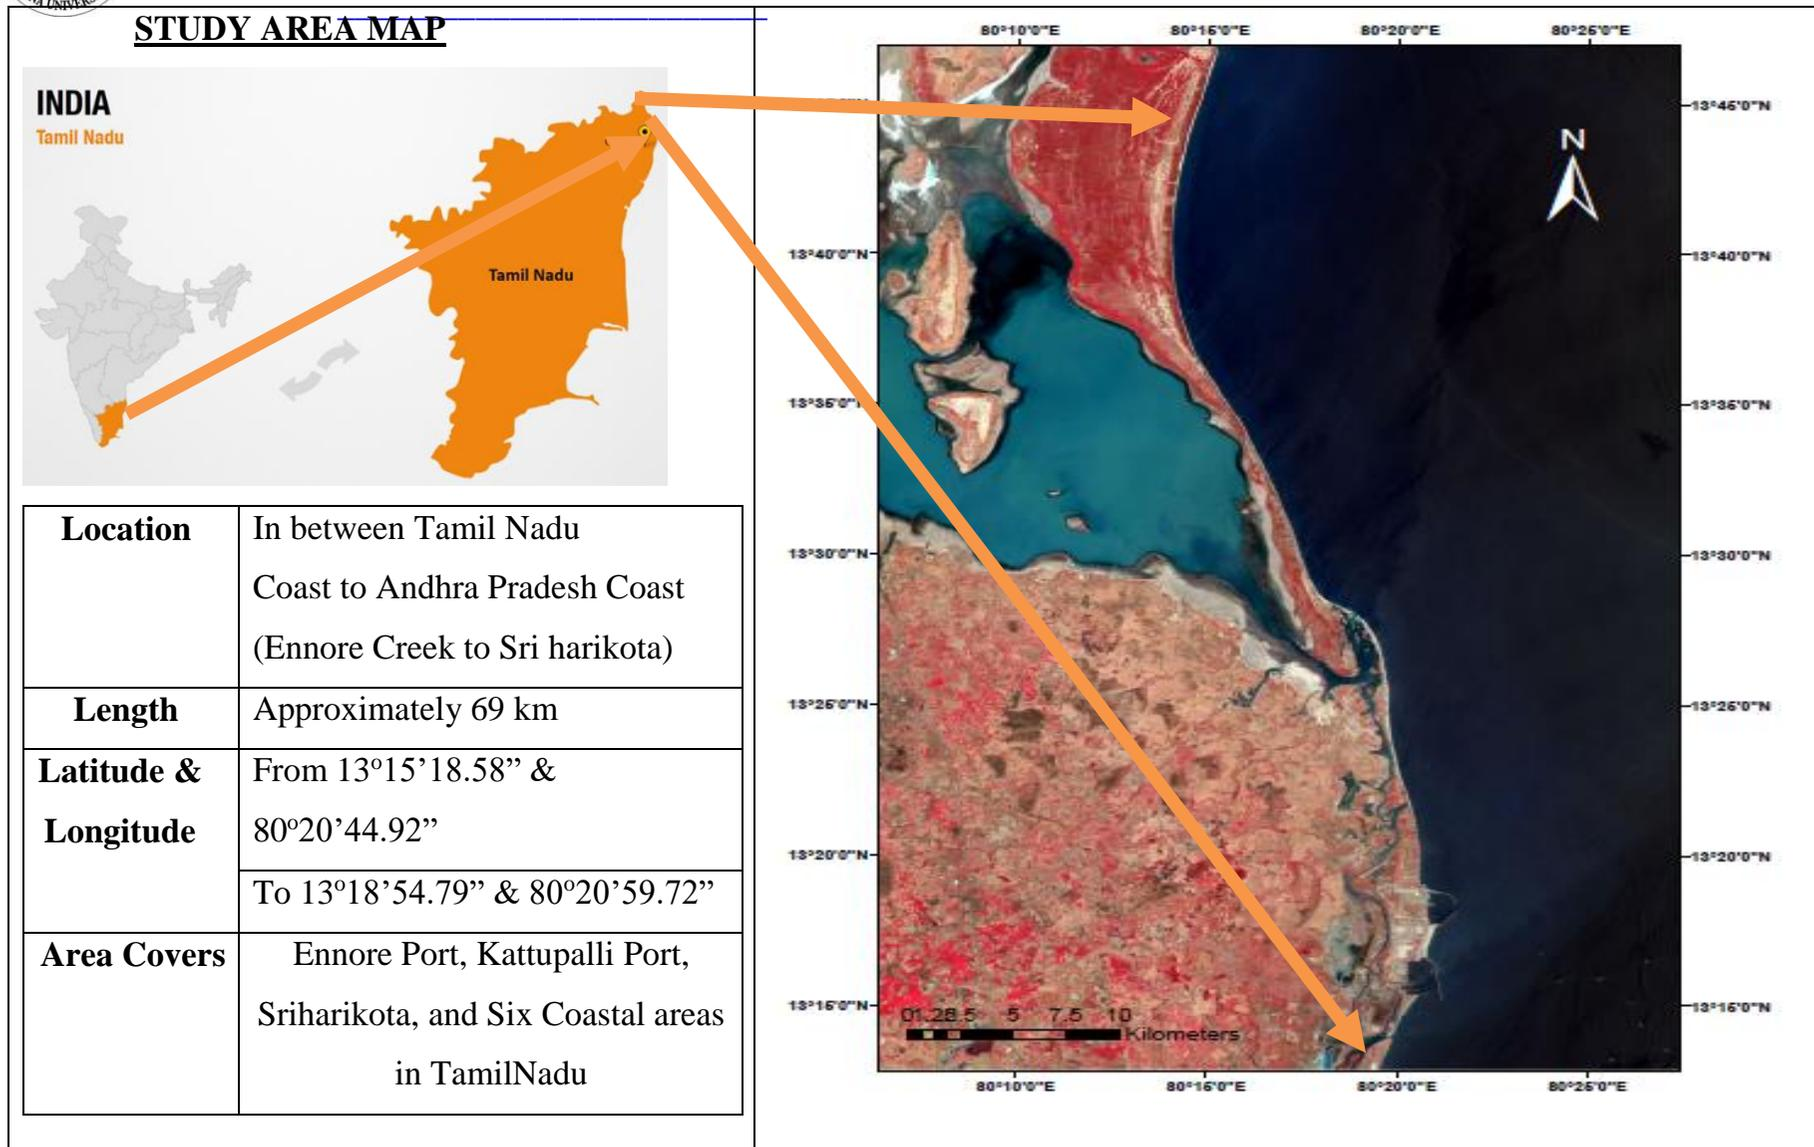 STUDY AREA MAP
INDIA
Tamil Nadu
Tamil Nadu
Location
In between Tamil Nadu
Coast to Andhra Pradesh Coast
(Ennore Creek to Sri harikota)
Length
Approximately 69 km
Latitude &
Longitude
From 13º15’18.58” &
80º20’44.92”
To 13º18’54.79” & 80º20’59.72”
Area Covers
Ennore Port, Kattupalli Port,
Sriharikota, and Six Coastal areas
in TamilNadu
80°10'0"E 80°15'0"E 80°20'0"E 80°25'0"E
13°45'0"N
N
13°40'0"N 13°40'0"N
13°35'0"N 13°35'0"N
13°30'0"N 13°30'0"N
13°25'0"N 13°25'0"N
13°20'0"N 13°20'0"N
13°15'0"N 13°15'0"N
5 7.5 10
Kilometers
80°10'0"E 80°15'0"E 80°20'0"E 80°25'0"E